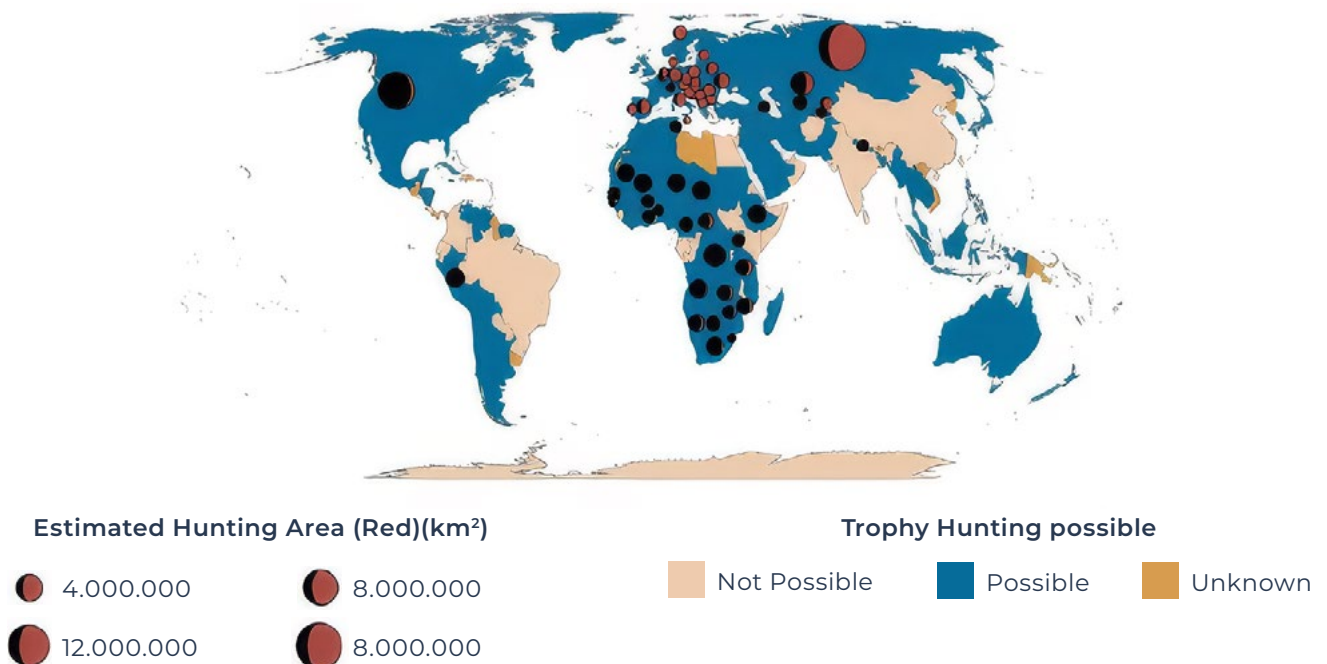 Estimated Hunting Area (Red)(km²)
4.000.000
8.000.000
12.000.000
8.000.000
Trophy Hunting possible
Not Possible
Possible
Unknown